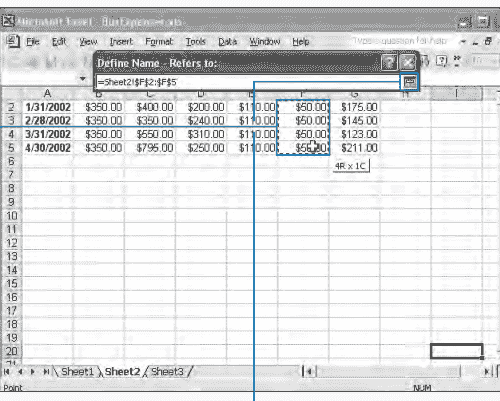 Microsoft Excel - BusExpenses.xls
File Edit View Insert Format Tools Data Window Help Type a question for help
Define Name - Refers to:
=Sheet2!$F$2:$F$5
A B C D E F G H I
2 1/31/2002 $350.00 $400.00 $200.00 $110.00 $50.00 $175.00
3 2/28/2002 $350.00 $350.00 $240.00 $110.00 $50.00 $145.00
4 3/31/2002 $350.00 $550.00 $310.00 $110.00 $50.00 $123.00
5 4/30/2002 $350.00 $795.00 $250.00 $110.00 $50.00 $211.00
6
4R x 1C
7
8
9
10
11
12
13
14
15
16
17
18
19
20
21
Sheet1 Sheet2 Sheet3
Point NUM